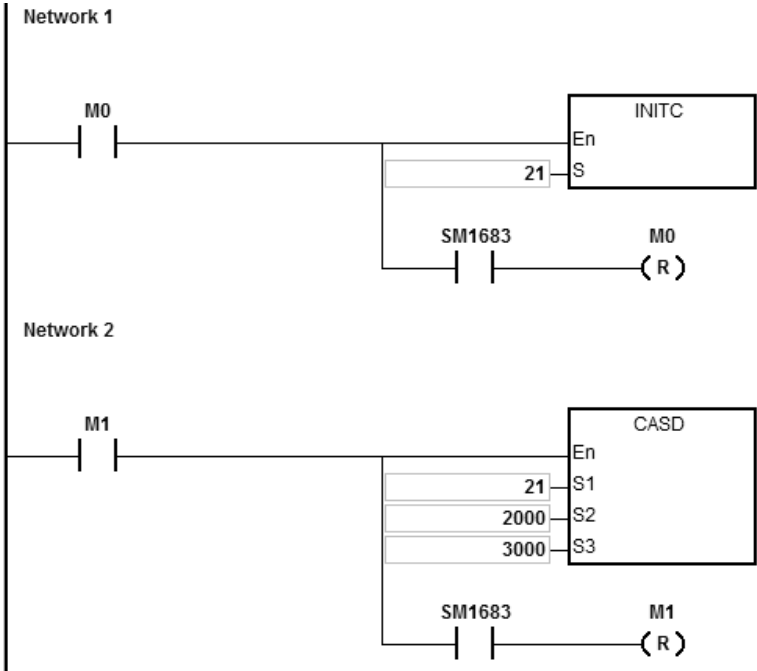 Network 1
M0
INITC
En
21 S
SM1683 M0
R
Network 2
M1
CASD
En
21 S1
2000 S2
3000 S3
SM1683 M1
R